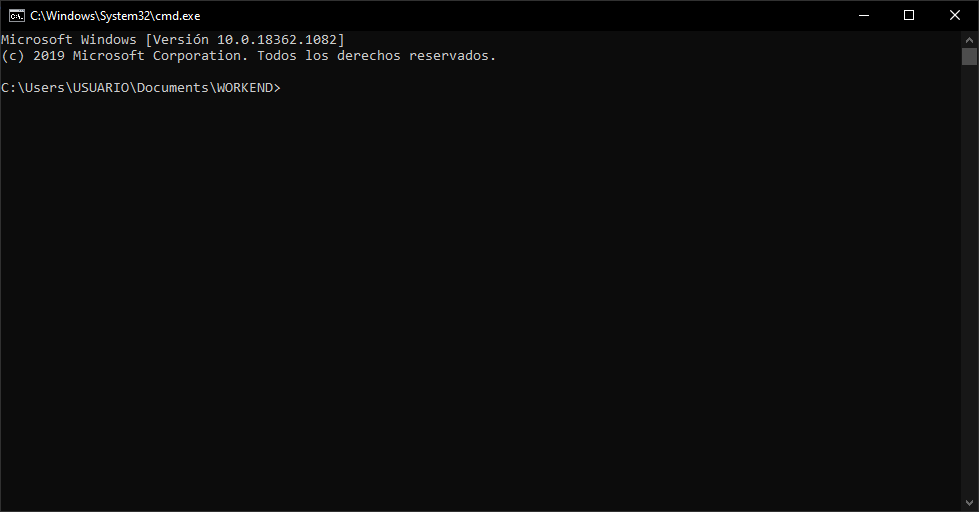 C:\Windows\System32\cmd.exe
Microsoft Windows [Versión 10.0.18362.1082]
(c) 2019 Microsoft Corporation. Todos los derechos reservados.
C:\Users\USUARIO\Documents\WORKEND>